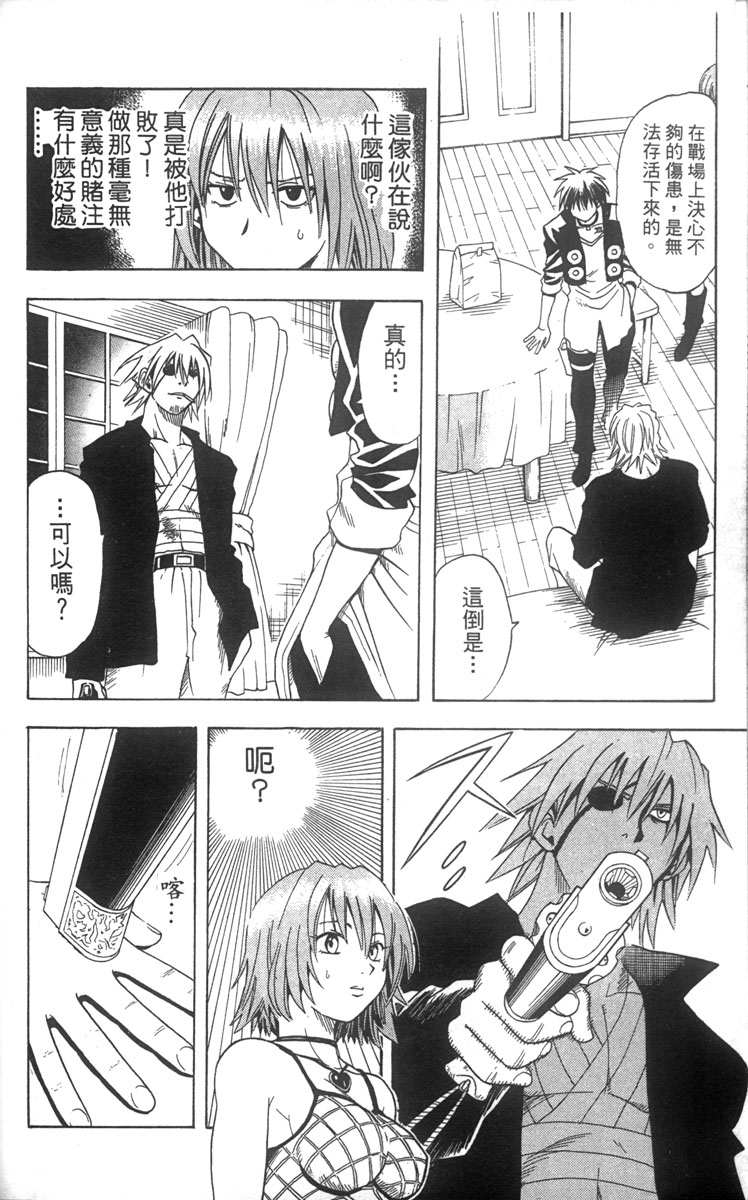 在戰場上決心不
夠的傷患，是無
法存活下來的。
這倒是…
這傢伙在說
什麼啊？
真是被他打
敗了！
做那種毫無
意義的賭注
有什麼好處
……
真的…
…可以嗎？
呃？
喀…